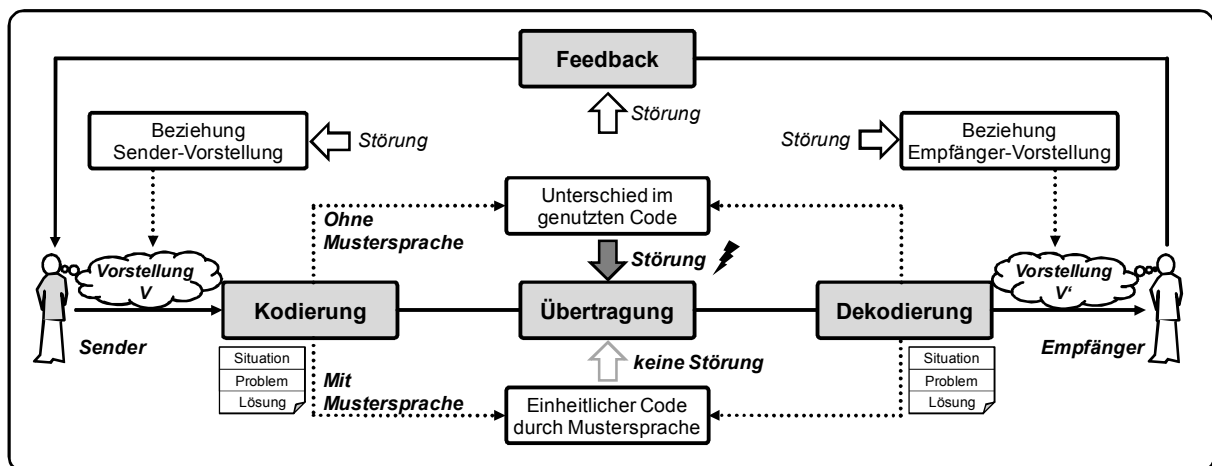 Feedback
Störung
Beziehung
Sender-Vorstellung
Störung
Störung
Beziehung
Empfänger-Vorstellung
Unterschied im
genutzten Code
Ohne
Mustersprache
Störung
Vorstellung
V
Vorstellung
V‘
Kodierung
Übertragung
Dekodierung
Sender
Empfänger
keine Störung
Situation
Problem
Lösung
Mit
Mustersprache
Einheitlicher Code
durch Mustersprache
Situation
Problem
Lösung